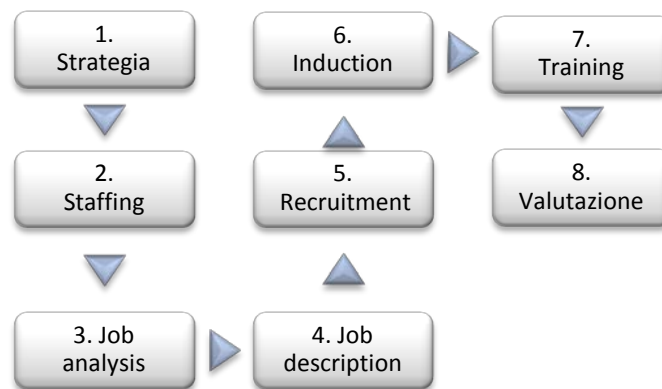 1.
Strategia
2.
Staffing
3. Job
analysis
4. Job
description
5.
Recruitment
6.
Induction
7.
Training
8.
Valutazione